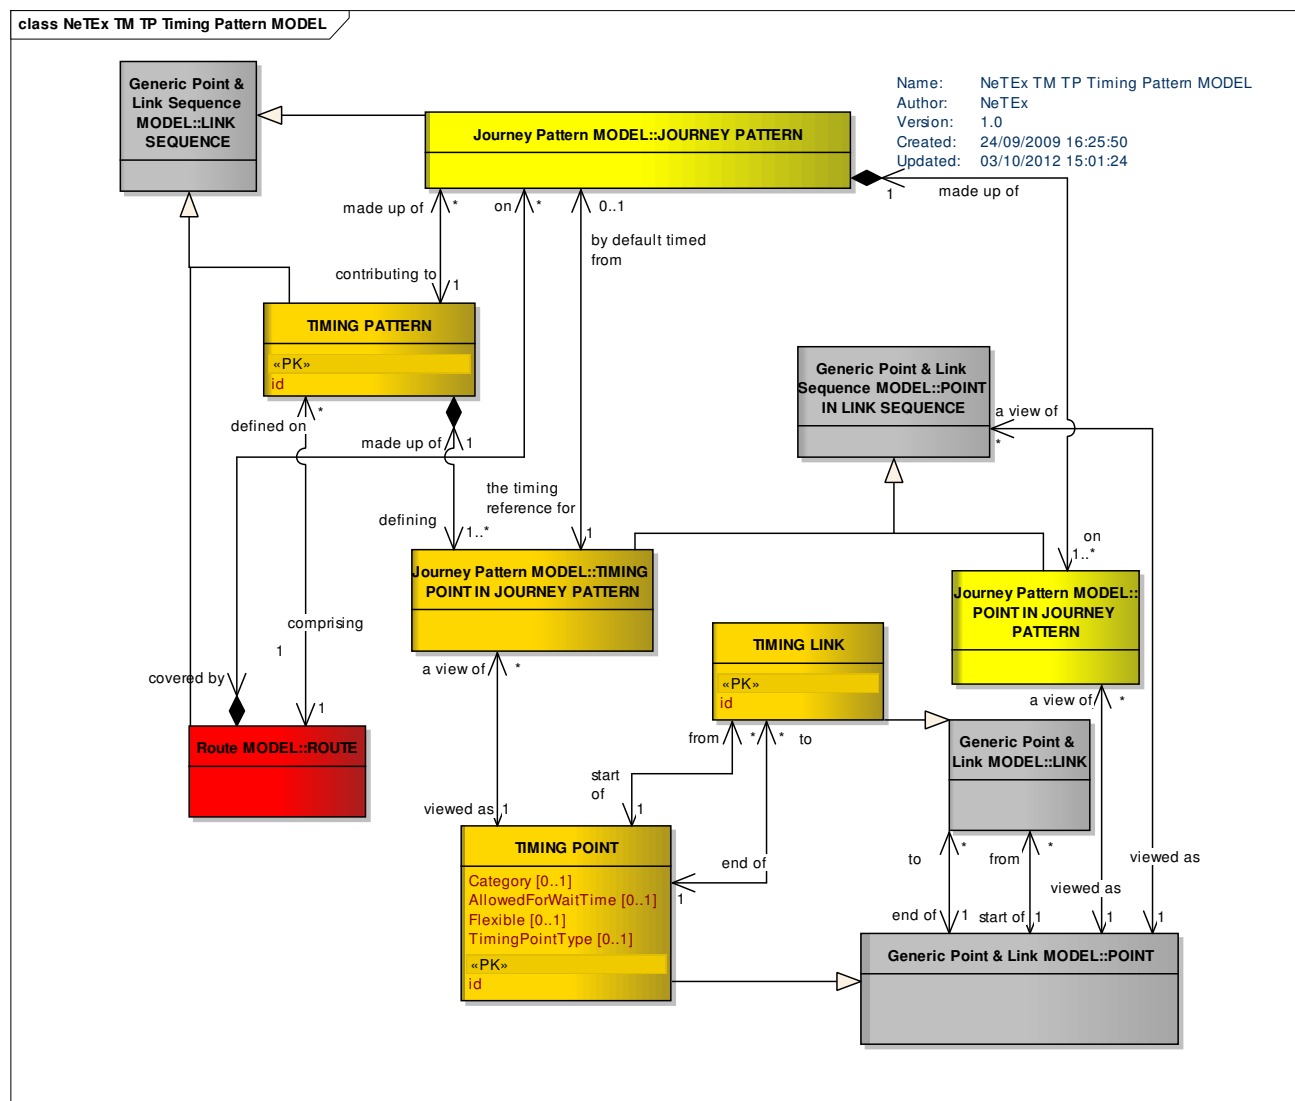 class NeTEx TM TP Timing Pattern MODEL
Generic Point &
Link Sequence
MODEL::LINK
SEQUENCE
Journey Pattern MODEL::JOURNEY PATTERN
Name: NeTEx TM TP Timing Pattern MODEL
Author: NeTEx
Version: 1.0
Created: 24/09/2009 16:25:50
Updated: 03/10/2012 15:01:24
made up of
1
made up of
*
on
*
0..1
by default timed
from
contributing to
1
TIMING PATTERN
«PK»
id
Generic Point & Link
Sequence MODEL::POINT
IN LINK SEQUENCE
a view of
*
*
defined on
made up of
1
the timing
reference for
1
defining
1..*
on
1..*
Journey Pattern MODEL::TIMING
POINT IN JOURNEY PATTERN
Journey Pattern MODEL::
POINT IN JOURNEY
PATTERN
comprising
1
covered by
1
a view of
*
TIMING LINK
«PK»
id
a view of
*
Route MODEL::ROUTE
from
*
*
to
Generic Point &
Link MODEL::LINK
start
of
1
viewed as
1
TIMING POINT
Category [0..1]
AllowedForWaitTime [0..1]
Flexible [0..1]
TimingPointType [0..1]
«PK»
id
end of
1
to
*
from
*
viewed as
viewed as
end of
1
start of
1
1
1
Generic Point & Link MODEL::POINT